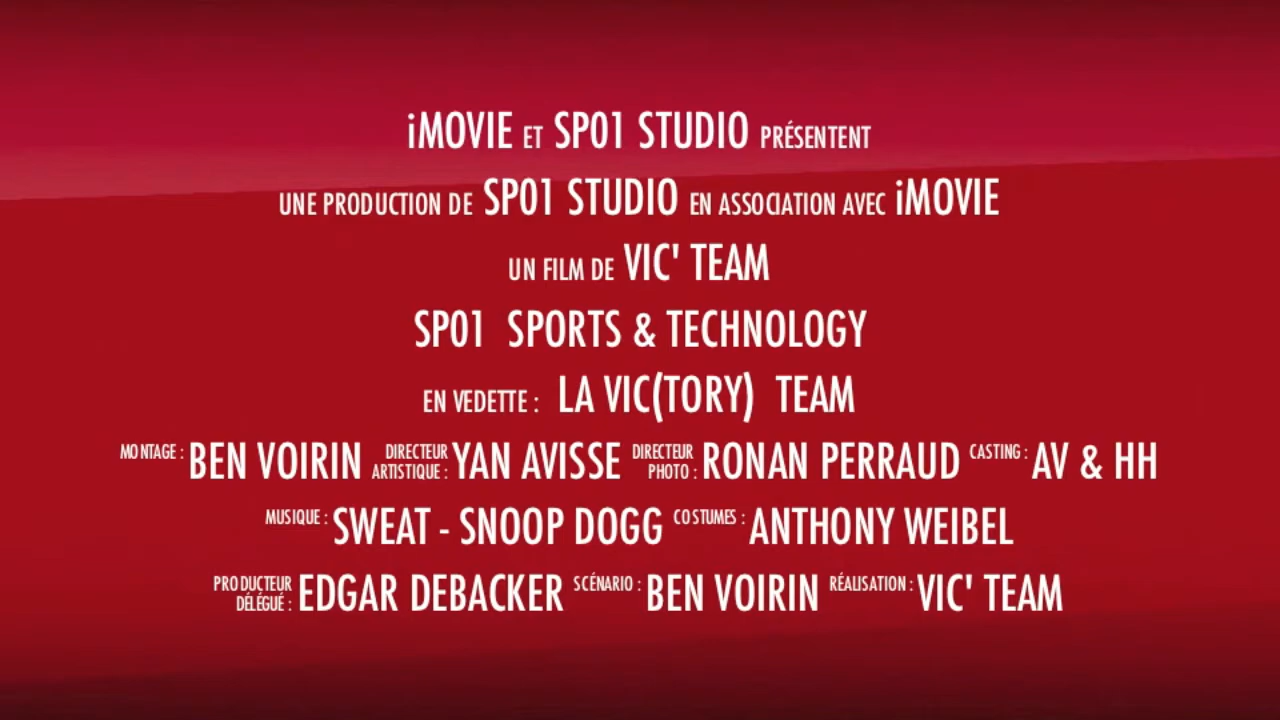 iMOVIE ET SP01 STUDIO PRÉSENTENT
UNE PRODUCTION DE SP01 STUDIO EN ASSOCIATION AVEC iMOVIE
UN FILM DE VIC' TEAM
SP01 SPORTS & TECHNOLOGY
EN VEDETTE : LA VIC(TORY) TEAM
MONTAGE : BEN VOIRIN DIRECTEUR ARTISTIQUE : YAN AVISSE DIRECTEUR PHOTO : RONAN PERRAUD CASTING : AV & HH
MUSIQUE : SWEAT - SNOOP DOGG COSTUMES : ANTHONY WEIBEL
PRODUCTEUR DÉLÉGUÉ : EDGAR DEBACKER SCÉNARIO : BEN VOIRIN RÉALISATION : VIC' TEAM